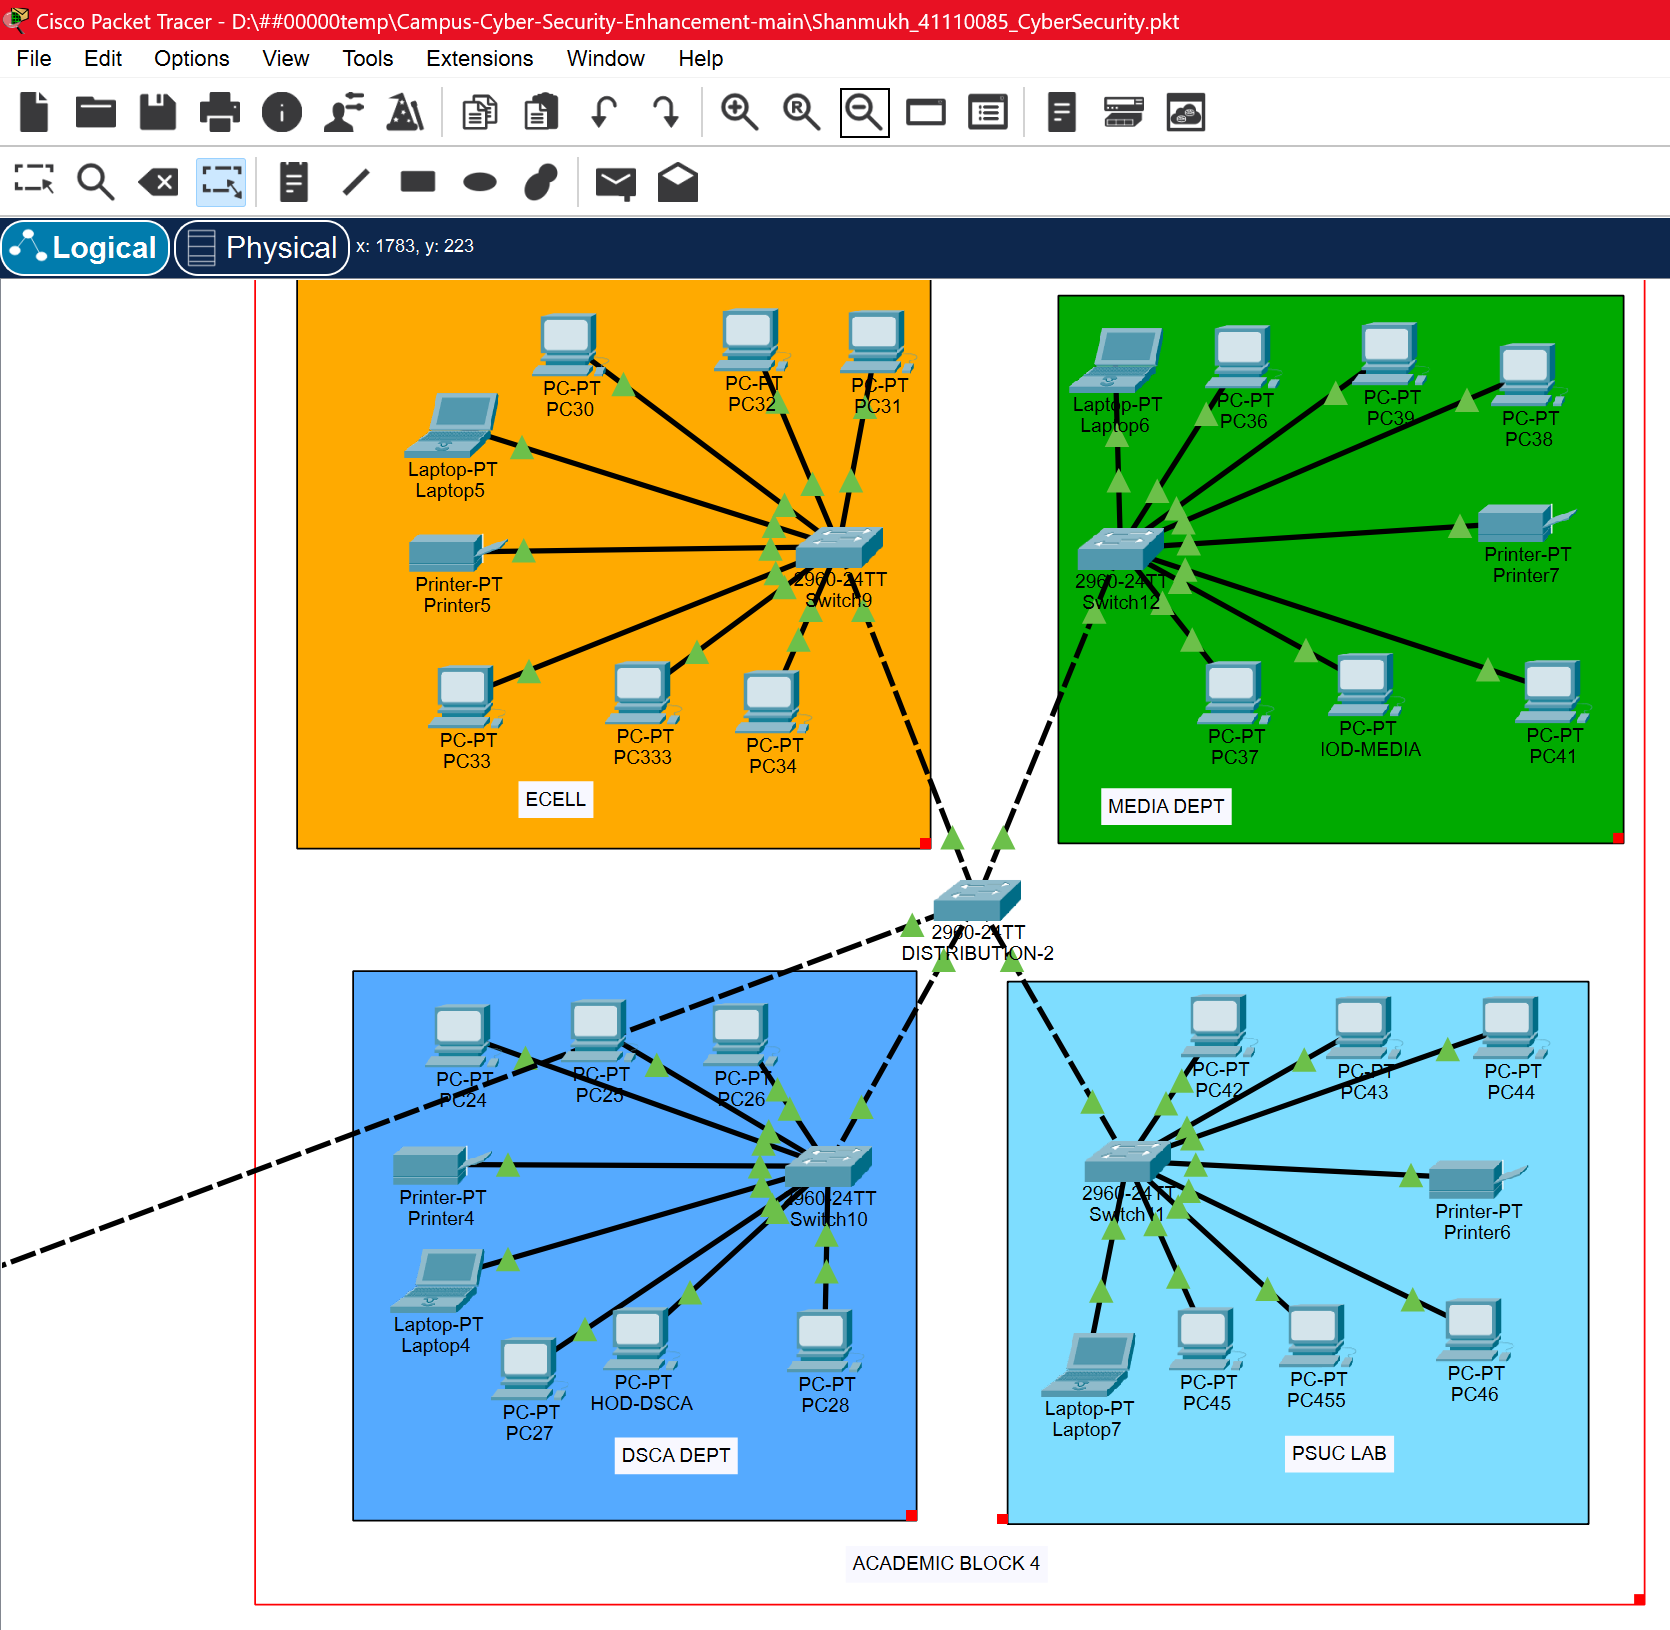 Cisco Packet Tracer - D:\##00000temp\Campus-Cyber-Security-Enhancement-main\Shanmukh_41110085_CyberSecurity.pkt
File Edit Options View Tools Extensions Window Help
Logical Physical x: 1783, y: 223
PC-PT
PC30
PC-PT
PC32
PC-PT
PC31
Laptop-PT
Laptop5
Printer-PT
Printer5
2960-24TT
Switch9
PC-PT
PC33
PC-PT
PC333
PC-PT
PC34
ECELL
Laptop-PT
Laptop6
PC-PT
PC36
PC-PT
PC39
PC-PT
PC38
2960-24TT
Switch12
Printer-PT
Printer7
PC-PT
PC37
PC-PT
IOD-MEDIA
PC-PT
PC41
MEDIA DEPT
2960-24TT
DISTRIBUTION-2
PC-PT
PC24
PC-PT
PC25
PC-PT
PC26
Printer-PT
Printer4
2960-24TT
Switch10
Laptop-PT
Laptop4
PC-PT
PC27
PC-PT
HOD-DSCA
PC-PT
PC28
DSCA DEPT
PC-PT
PC42
PC-PT
PC43
PC-PT
PC44
2960-24TT
Switch11
Printer-PT
Printer6
Laptop-PT
Laptop7
PC-PT
PC45
PC-PT
PC455
PC-PT
PC46
PSUC LAB
ACADEMIC BLOCK 4